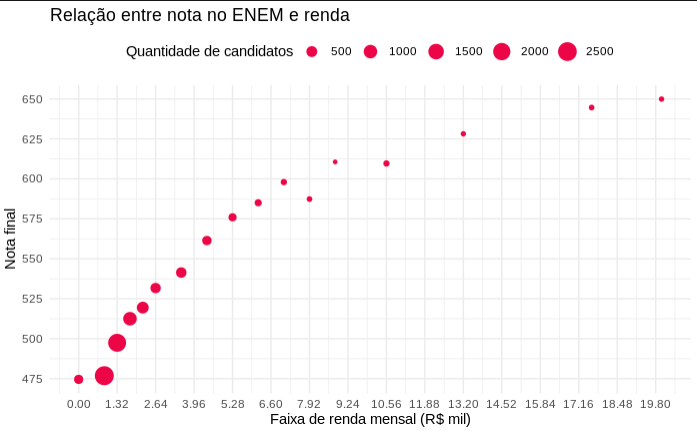 Relação entre nota no ENEM e renda
Quantidade de candidatos 500 1000 1500 2000 2500
Nota final
650
625
600
575
550
525
500
475
0.00 1.32 2.64 3.96 5.28 6.60 7.92 9.24 10.56 11.88 13.20 14.52 15.84 17.16 18.48 19.80
Faixa de renda mensal (R$ mil)